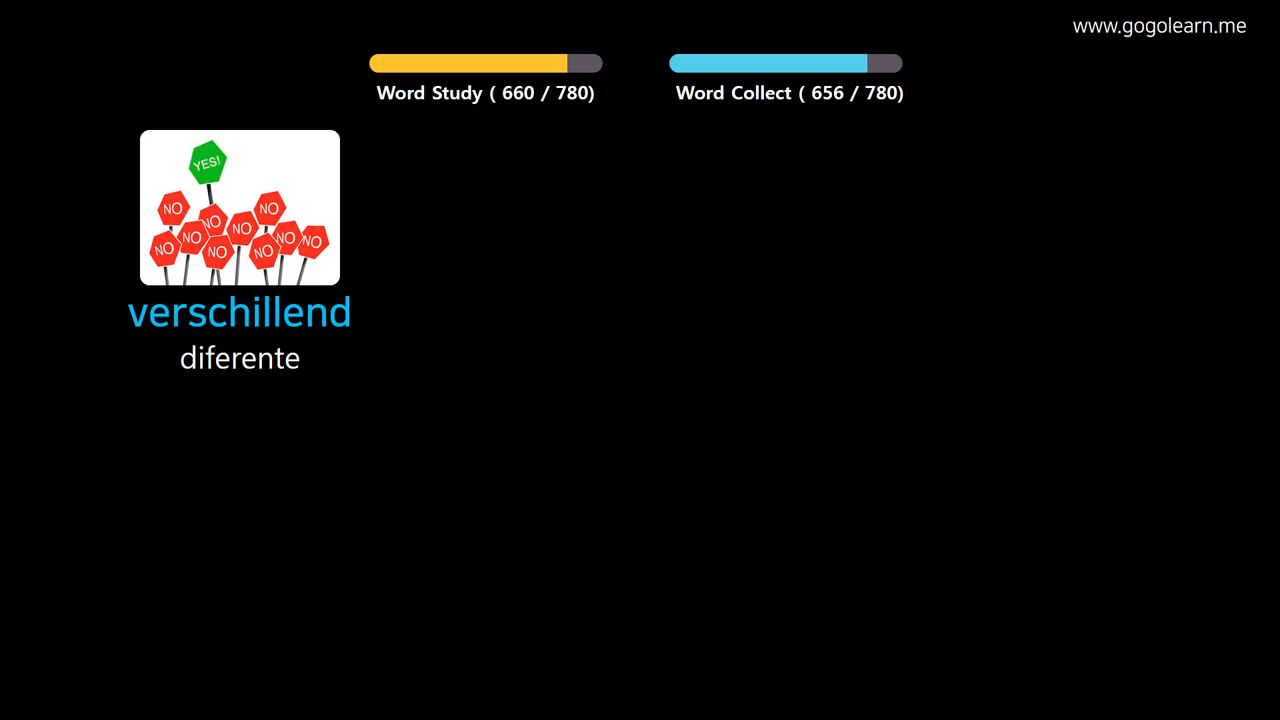 www.gogolearn.me
Word Study ( 660 / 780)
Word Collect ( 656 / 780)
YES!
NO
NO
NO
NO
NO
NO
NO
NO
NO
NO
verschillend
diferente